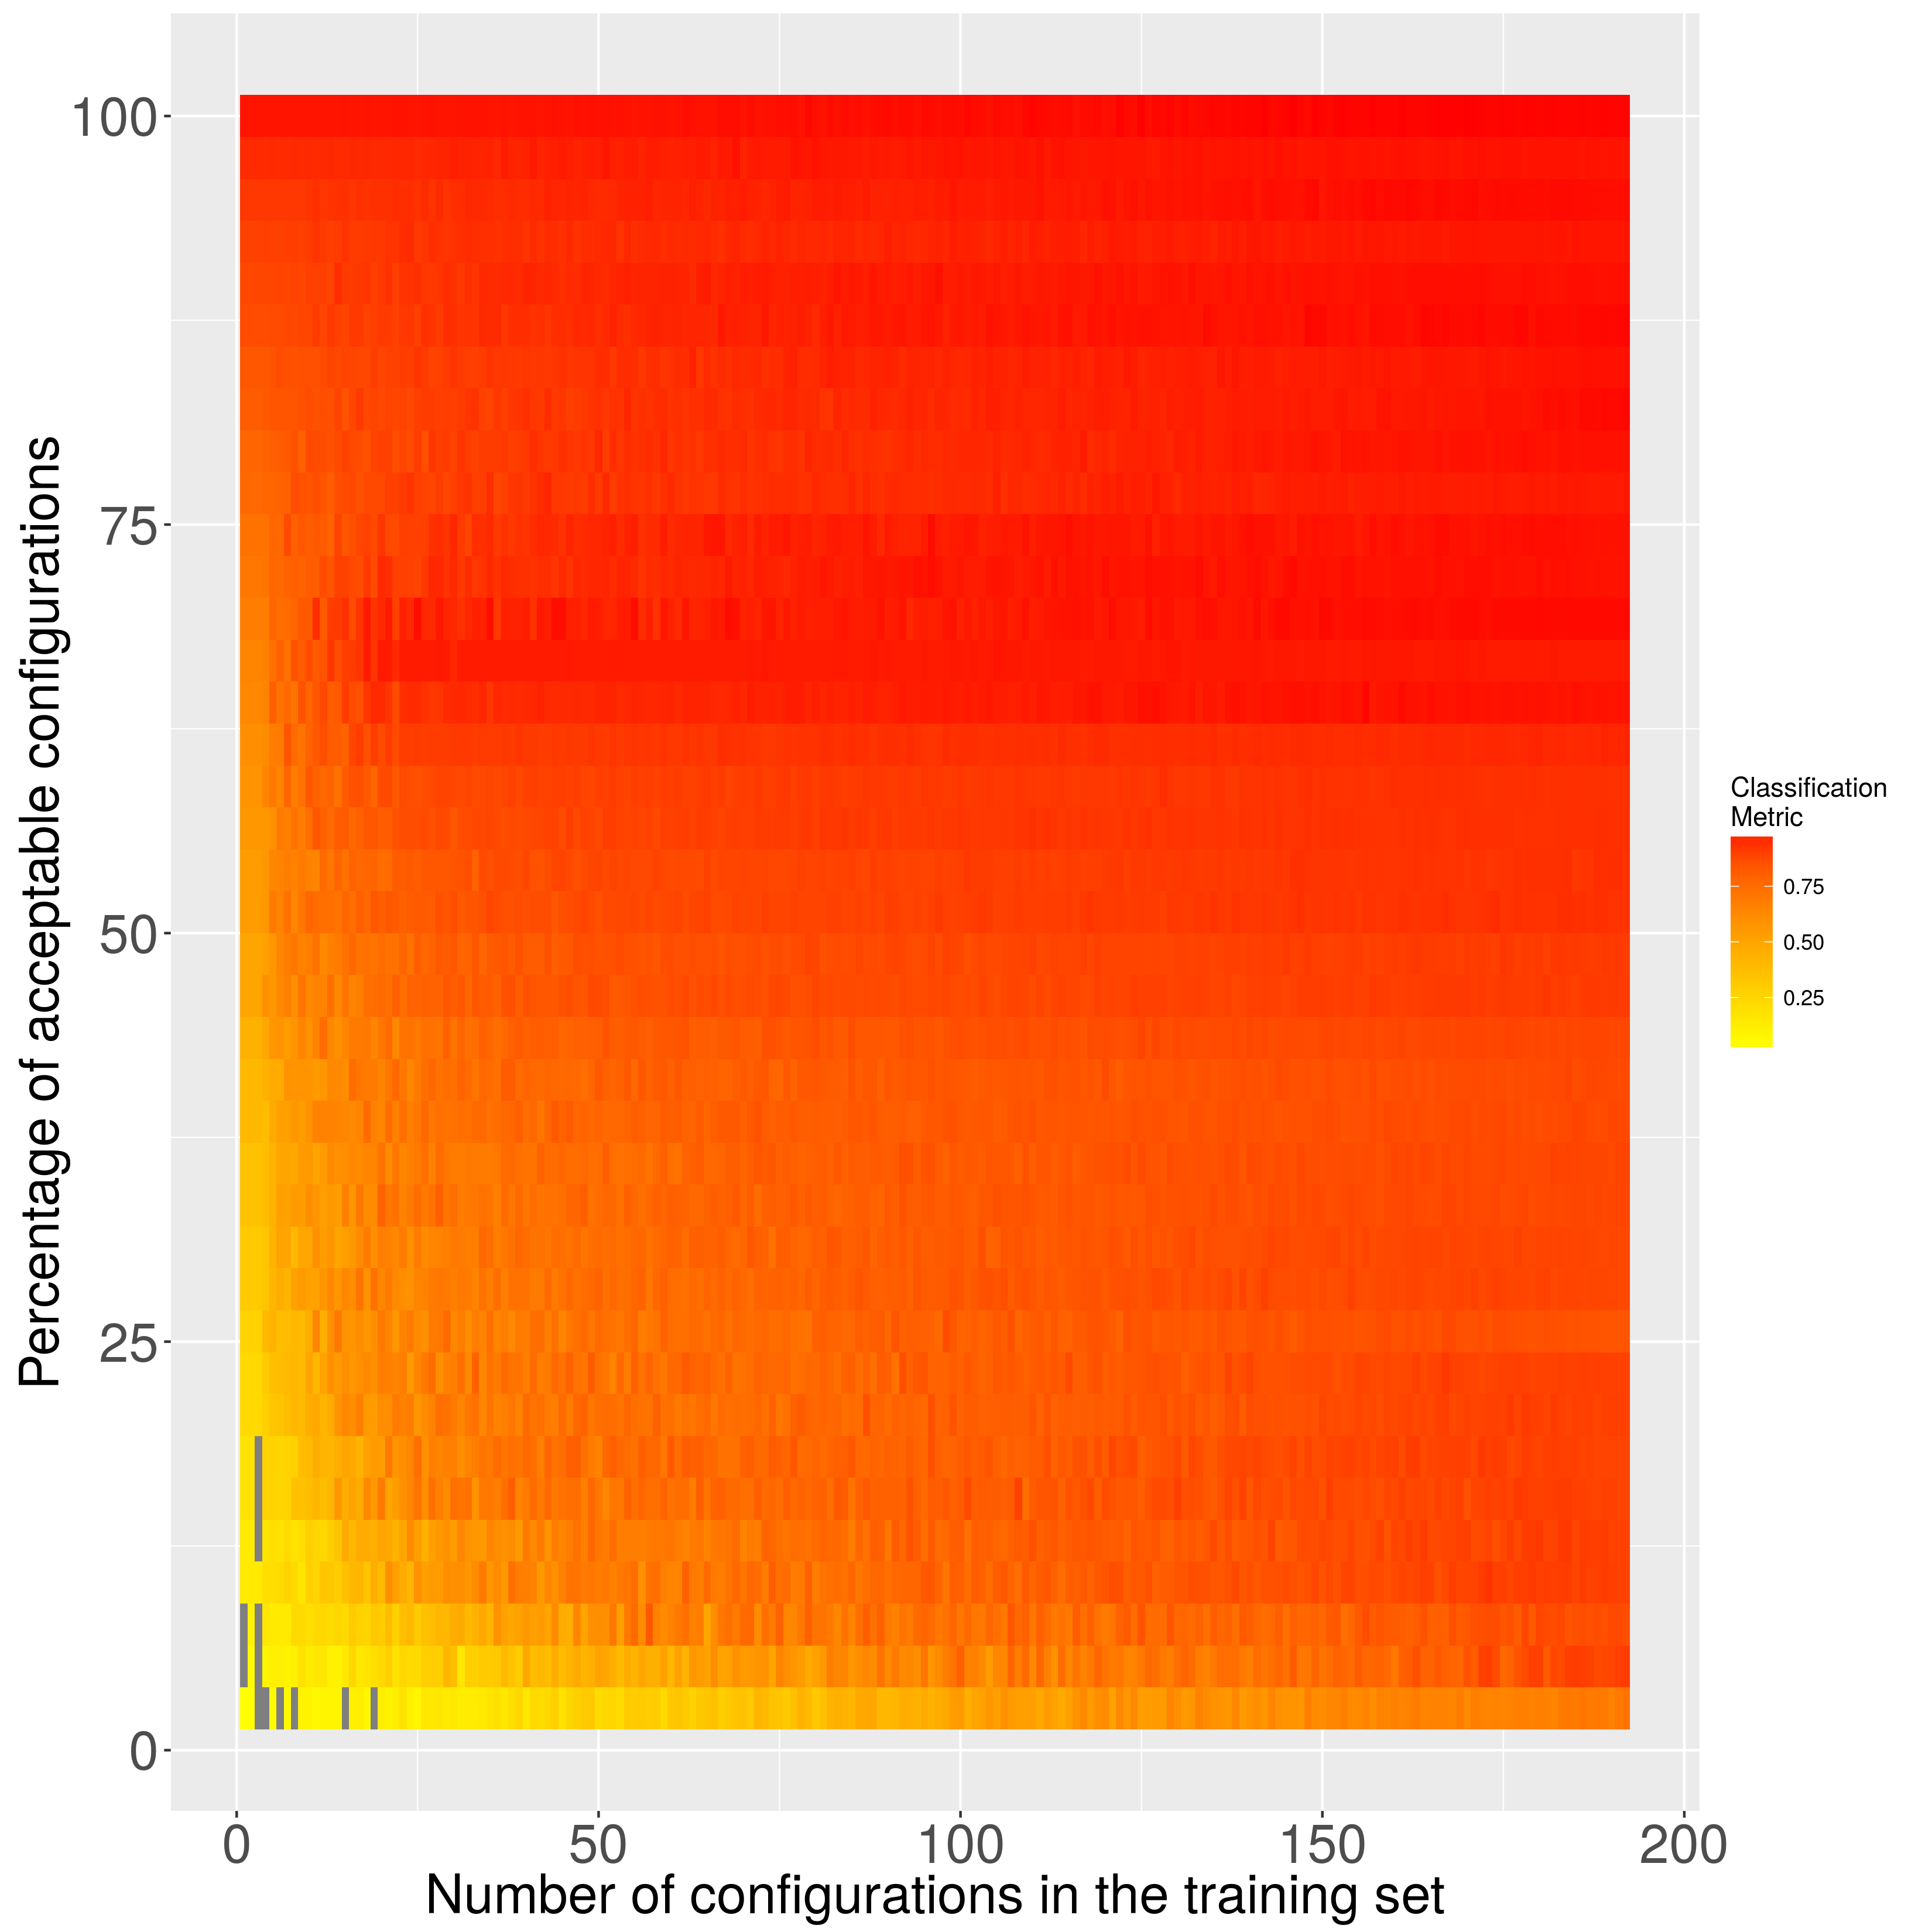 100
75
50
25
0
Percentage of acceptable configurations
0 50 100 150 200
Number of configurations in the training set
Classification
Metric
0.75
0.50
0.25